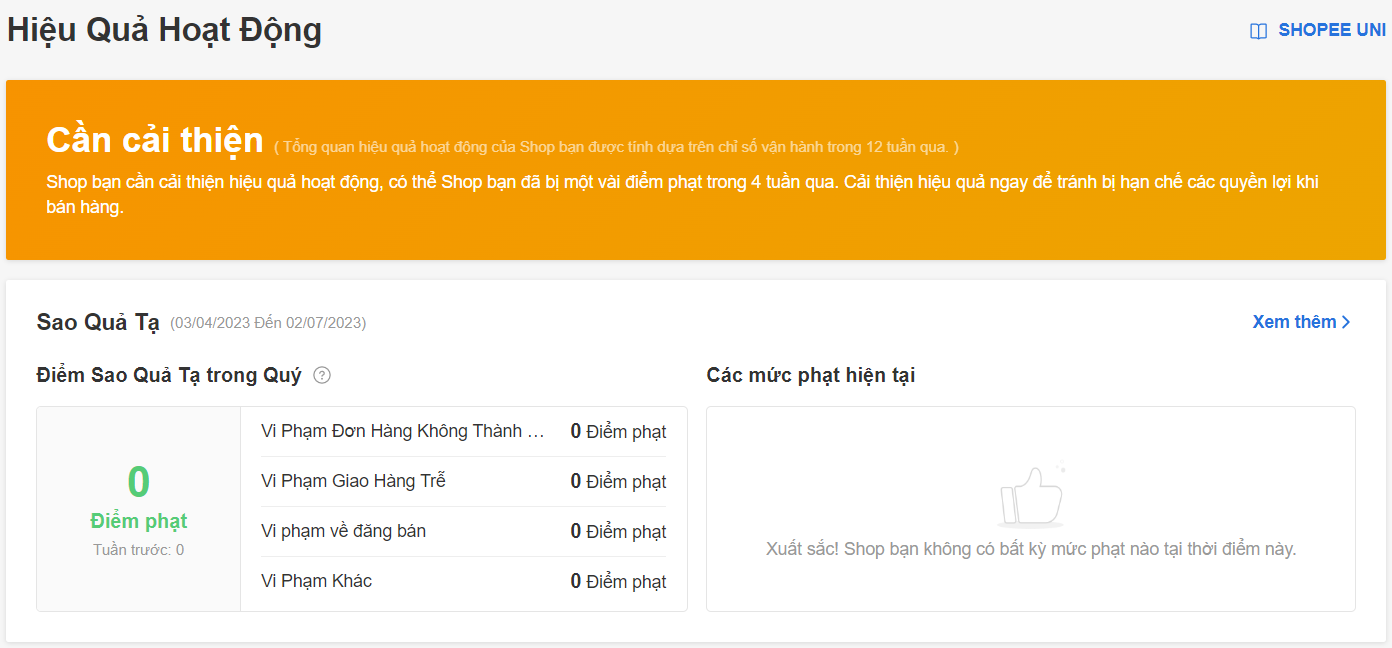 Hiệu Quả Hoạt Động
SHOPEE UNI
Cần cải thiện ( Tổng quan hiệu quả hoạt động của Shop bạn được tính dựa trên chỉ số vận hành trong 12 tuần qua. )
Shop bạn cần cải thiện hiệu quả hoạt động, có thể Shop bạn đã bị một vài điểm phạt trong 4 tuần qua. Cải thiện hiệu quả ngay để tránh bị hạn chế các quyền lợi khi
bán hàng.
Sao Quả Tạ (03/04/2023 Đến 02/07/2023)
Xem thêm
Điểm Sao Quả Tạ trong Quý ?
0
Điểm phạt
Tuần trước: 0
Vi Phạm Đơn Hàng Không Thành ... 0 Điểm phạt
Vi Phạm Giao Hàng Trễ 0 Điểm phạt
Vi phạm về đăng bán 0 Điểm phạt
Vi Phạm Khác 0 Điểm phạt
Các mức phạt hiện tại
Xuất sắc! Shop bạn không có bất kỳ mức phạt nào tại thời điểm này.